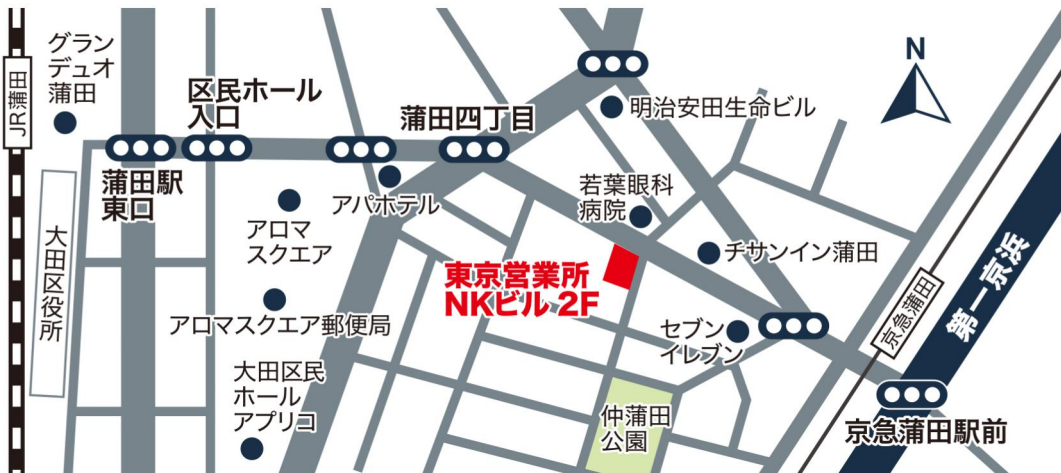 グラン
デュオ
蒲田
JR蒲田
区民ホール
入口
蒲田四丁目
明治安田生命ビル
N
蒲田駅
東口
アパホテル
若葉眼科
病院
アロマ
スクエア
大田区役所
チサンイン蒲田
東京営業所
NKビル 2F
アロマスクエア郵便局
セブン
イレブン
京急蒲田
第一京浜
大田区民
ホール
アプリコ
仲蒲田
公園
京急蒲田駅前